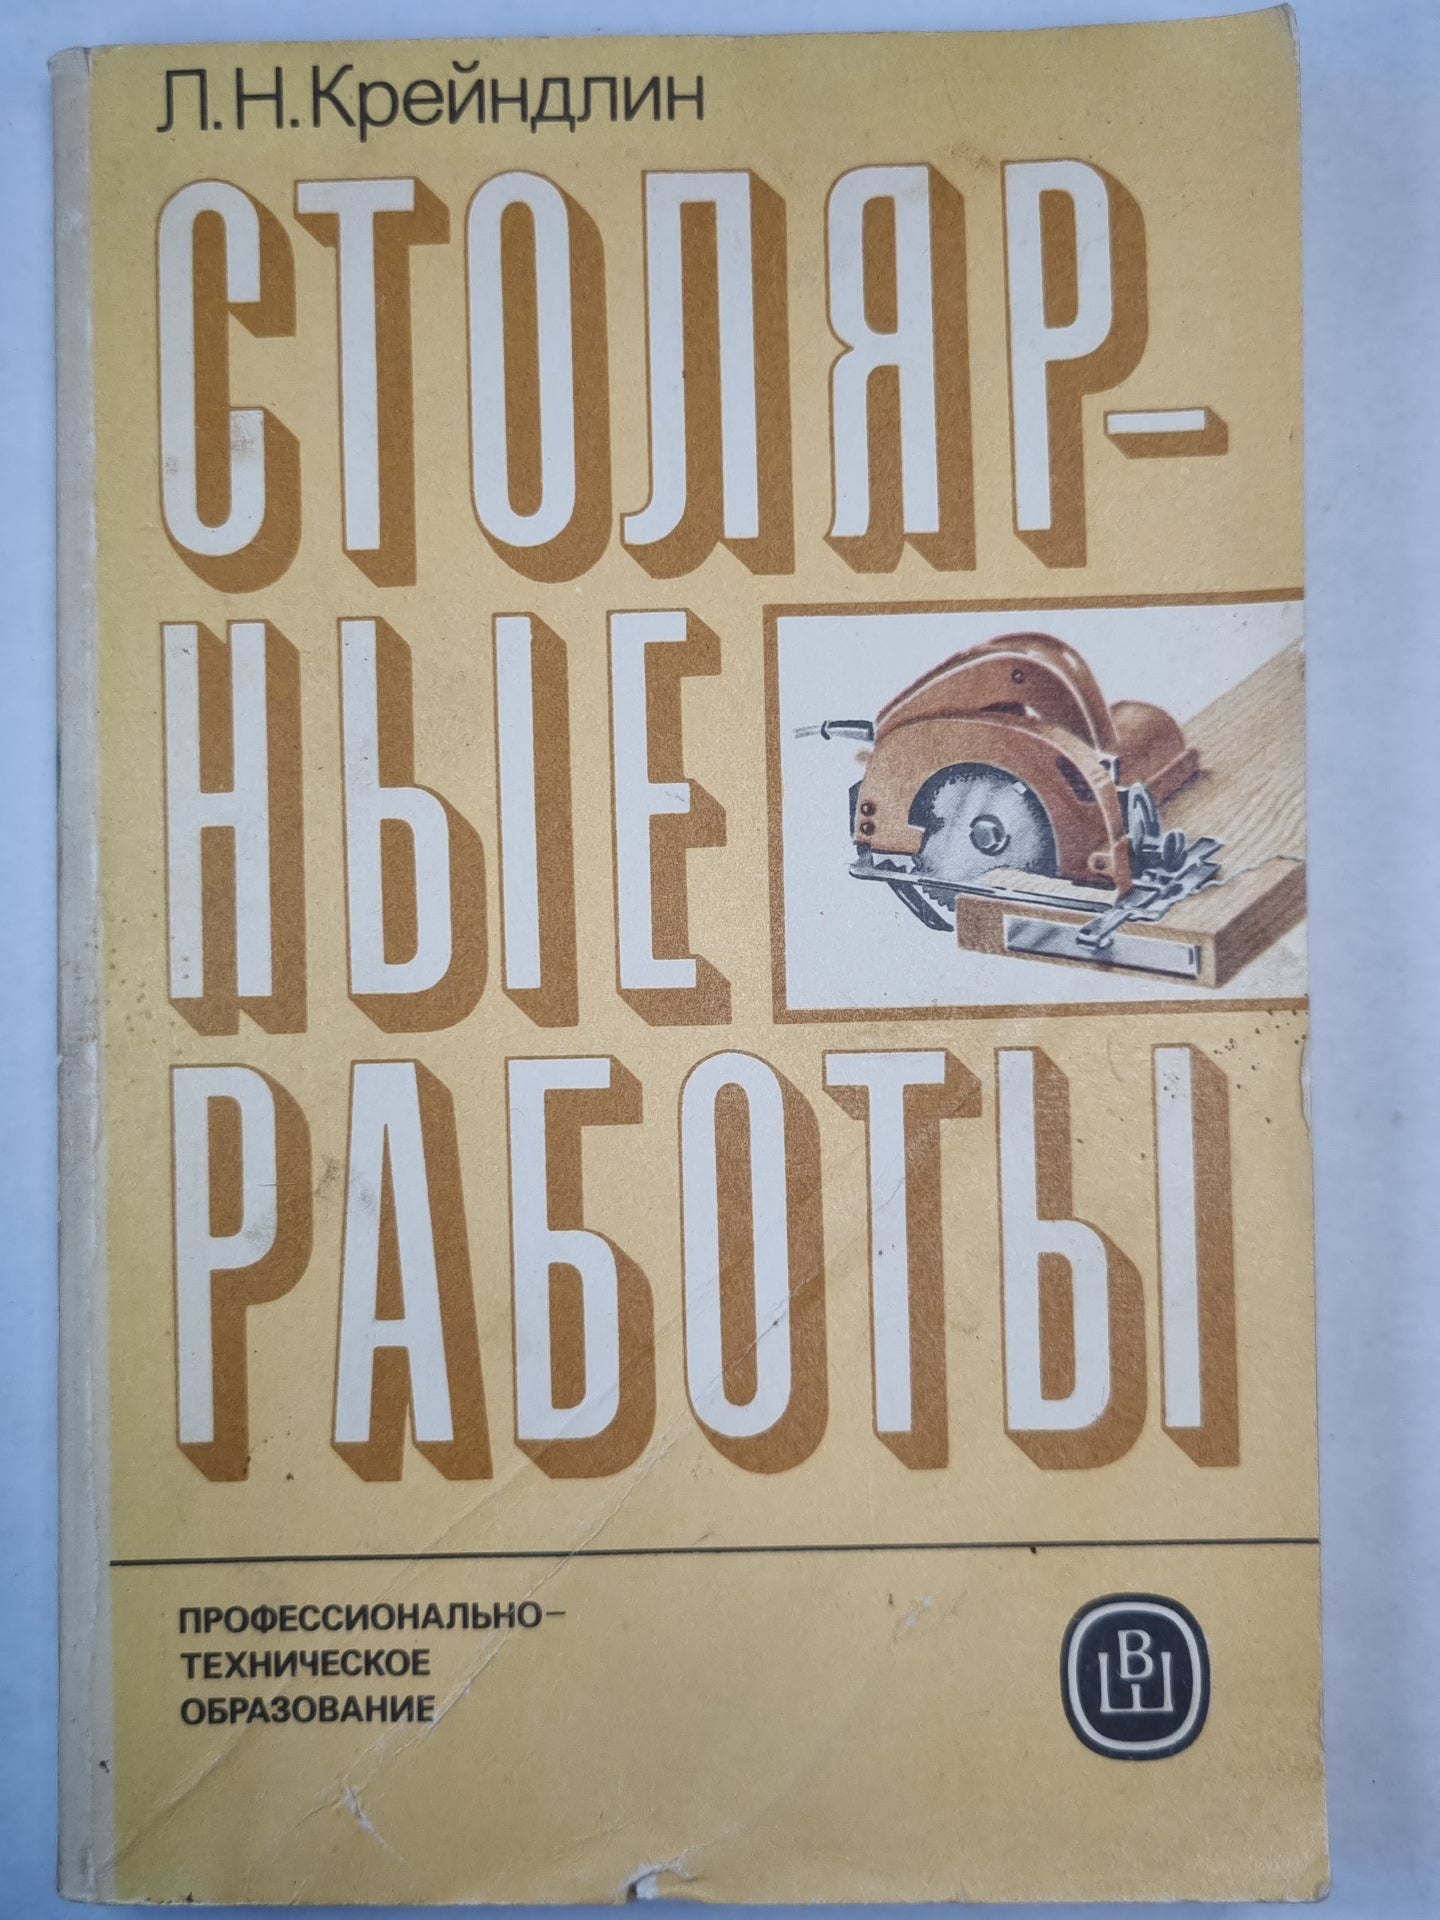 Л.Н.Крейндлин
СТОЛЯР-
НЫЕ
РАБОТЫ
ПРОФЕССИОНАЛЬНО-
ТЕХНИЧЕСКОЕ
ОБРАЗОВАНИЕ
В
Ш